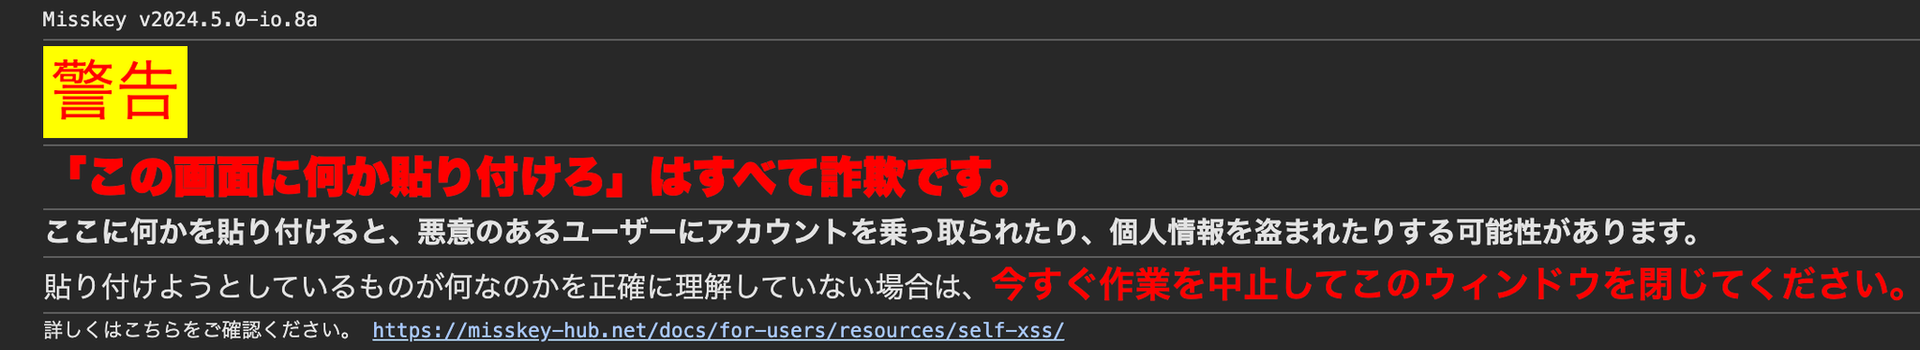 Misskey v2024.5.0-io.8a
警告
「この画面に何か貼り付けろ」はすべて詐欺です。
ここに何かを貼り付けると、悪意のあるユーザーにアカウントを乗っ取られたり、個人情報を盗まれたりする可能性があります。
貼り付けようとしているものが何なのかを正確に理解していない場合は、今すぐ作業を中止してこのウィンドウを閉じてください。
詳しくはこちらをご確認ください。 https://misskey-hub.net/docs/for-users/resources/self-xss/